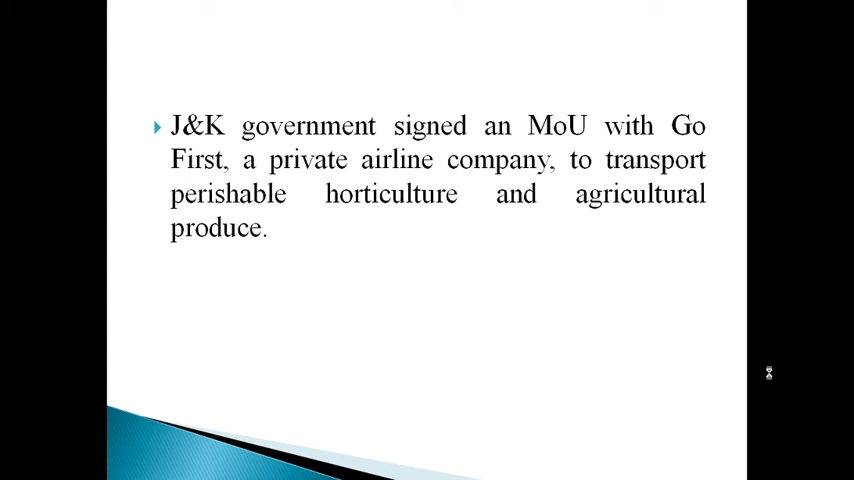 J&K government signed an MoU with Go
First, a private airline company, to transport
perishable horticulture and agricultural
produce.